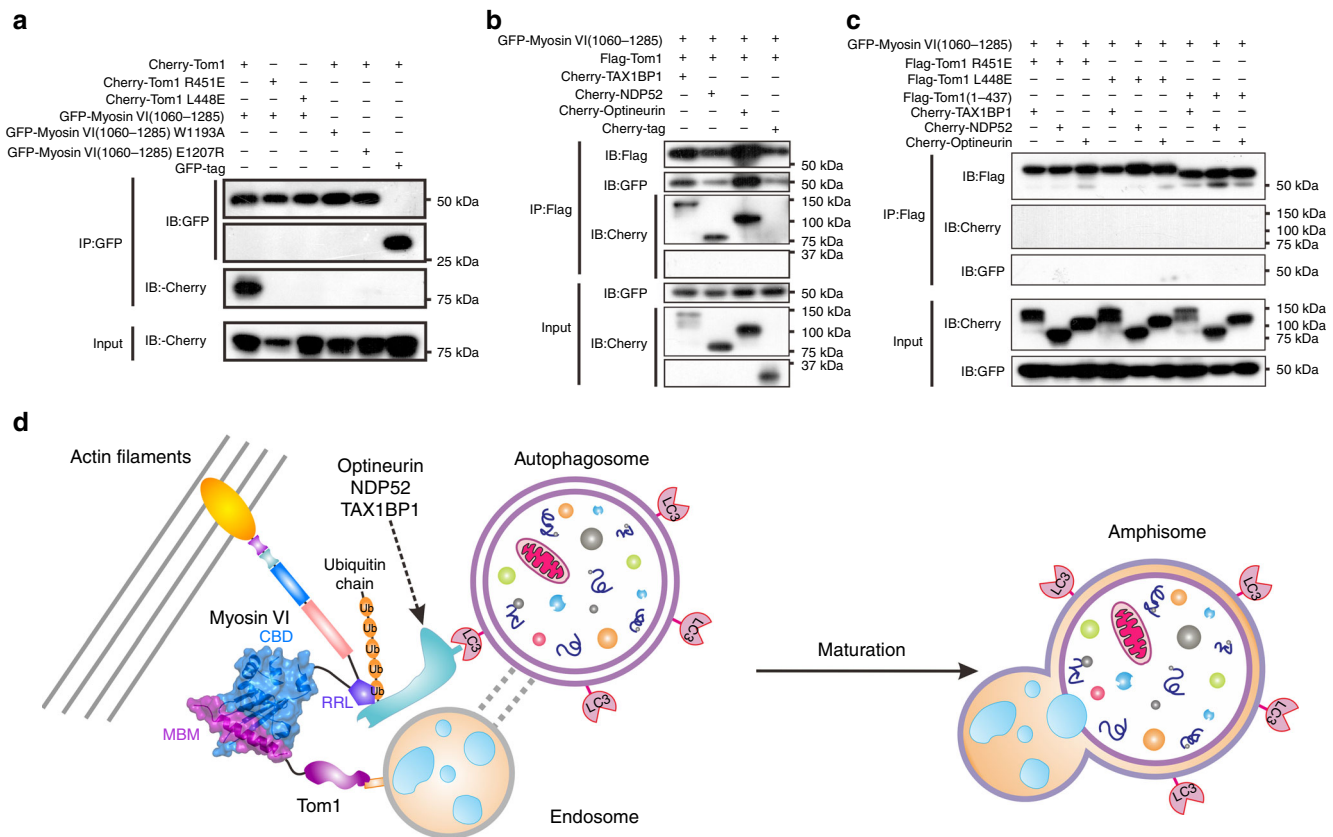 a
Cherry-Tom1 + – – + + +
Cherry-Tom1 R451E – + – – – –
Cherry-Tom1 L448E – – + – – –
GFP-Myosin VI(1060–1285) + + + – – –
GFP-Myosin VI(1060–1285) W1193A – – – + – –
GFP-Myosin VI(1060–1285) E1207R – – – – + –
GFP-tag – – – – – +
IP:GFP
IB:GFP
50 kDa
25 kDa
IB:-Cherry
75 kDa
Input
IB:-Cherry
75 kDa
b
GFP-Myosin VI(1060–1285) + + + +
Flag-Tom1 + + + +
Cherry-TAX1BP1 + – – –
Cherry-NDP52 – + – –
Cherry-Optineurin – – + –
Cherry-tag – – – +
IP:Flag
IB:Flag
50 kDa
IB:GFP
50 kDa
IB:Cherry
150 kDa
100 kDa
75 kDa
37 kDa
Input
IB:GFP
50 kDa
IB:Cherry
150 kDa
100 kDa
75 kDa
37 kDa
c
GFP-Myosin VI(1060–1285) + + + + + + + + +
Flag-Tom1 R451E + + + – – – – – –
Flag-Tom1 L448E – – – + + + – – –
Flag-Tom1(1–437) – – – – – – + + +
Cherry-TAX1BP1 + – – + – – + – –
Cherry-NDP52 – + – – + – – + –
Cherry-Optineurin – – + – – + – – +
IP:Flag
IB:Flag
50 kDa
IB:Cherry
150 kDa
100 kDa
75 kDa
IB:GFP
50 kDa
Input
IB:Cherry
150 kDa
100 kDa
75 kDa
IB:GFP
50 kDa
d
Actin filaments
Optineurin
NDP52
TAX1BP1
Autophagosome
Amphisome
Ubiquitin
chain
Ub
Ub
Ub
Ub
Ub
Myosin VI
CBD
RRL
MBM
Tom1
Endosome
LC3
LC3
LC3
LC3
Maturation
LC3
LC3
LC3
LC3